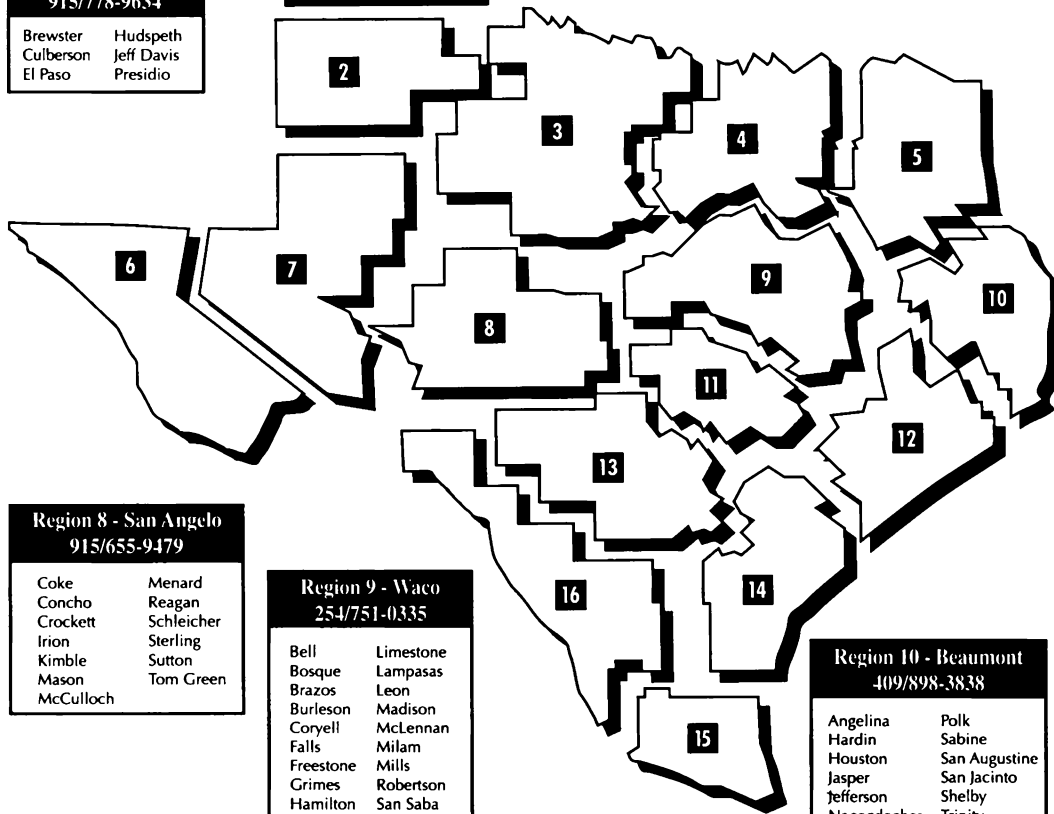 915/778-9634
Brewster Hudspeth
Culberson Jeff Davis
El Paso Presidio
2
3
4
5
6
7
8
9
10
11
12
13
14
15
16
Region 8 - San Angelo
915/655-9479
Coke Menard
Concho Reagan
Crockett Schleicher
Irion Sterling
Kimble Sutton
Mason Tom Green
McCulloch
Region 9 - Waco
254/751-0335
Bell Limestone
Bosque Lampasas
Brazos Leon
Burleson Madison
Coryell McLennan
Falls Milam
Freestone Mills
Grimes Robertson
Hamilton San Saba
Region 10 - Beaumont
409/898-3838
Angelina Polk
Hardin Sabine
Houston San Augustine
Jasper San Jacinto
Jefferson Shelby
Nacogdoches Trinity